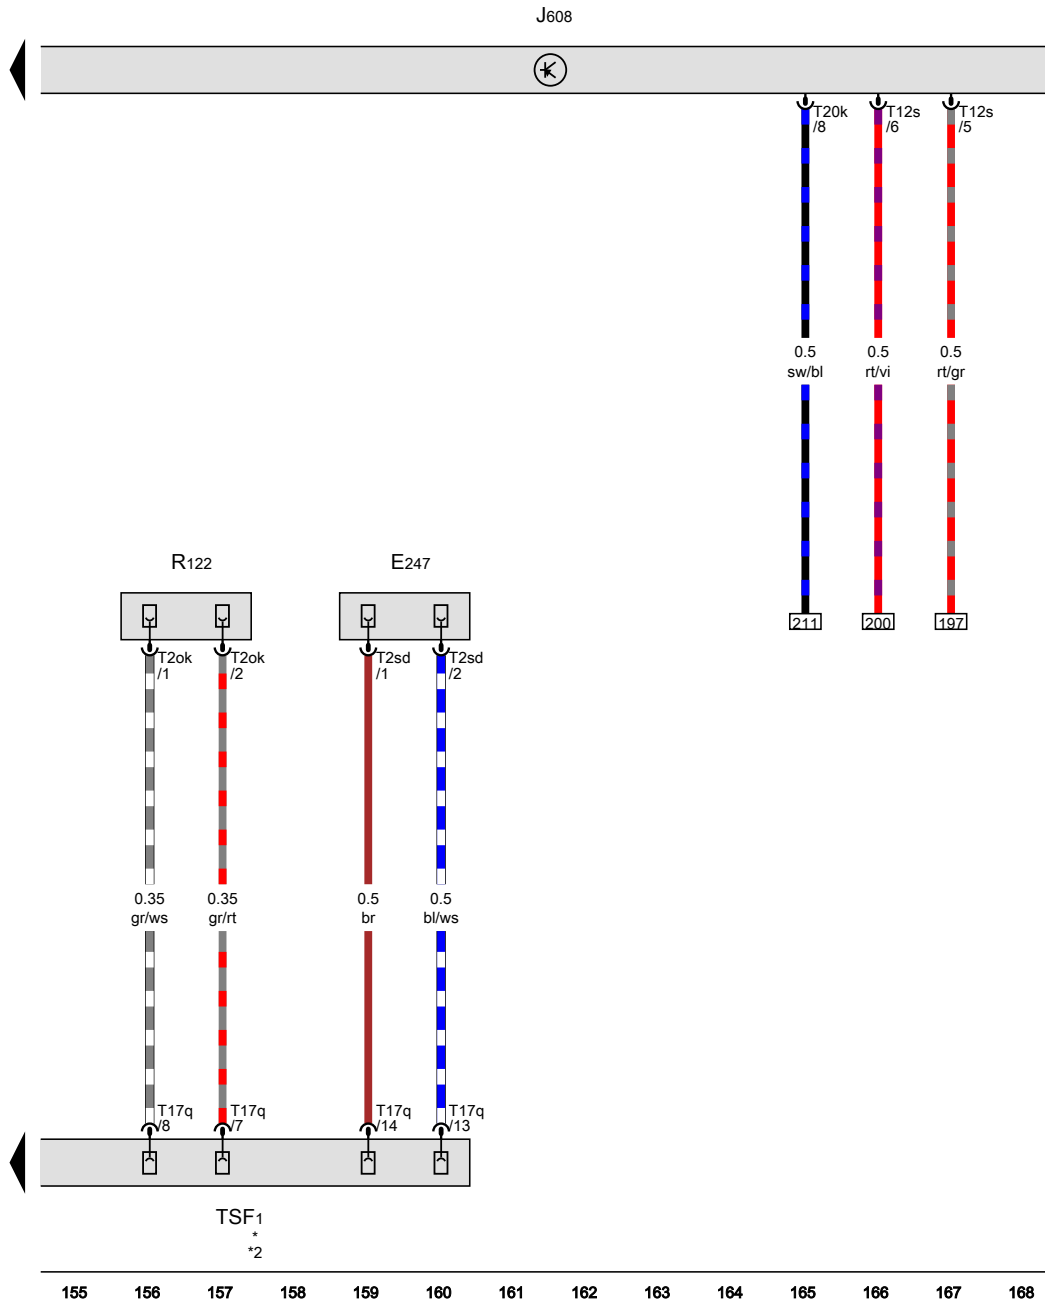 J608
T20k
/8
T12s
/6
T12s
/5
0.5
sw/bl
0.5
rt/vi
0.5
rt/gr
211
200
197
R122
E247
T2ok
/1
T2ok
/2
T2sd
/1
T2sd
/2
0.35
gr/ws
0.35
gr/rt
0.5
br
0.5
bl/ws
T17q
/8
T17q
/7
T17q
/14
T17q
/13
TSF1
*
*2
155 156 157 158 159 160 161 162 163 164 165 166 167 168